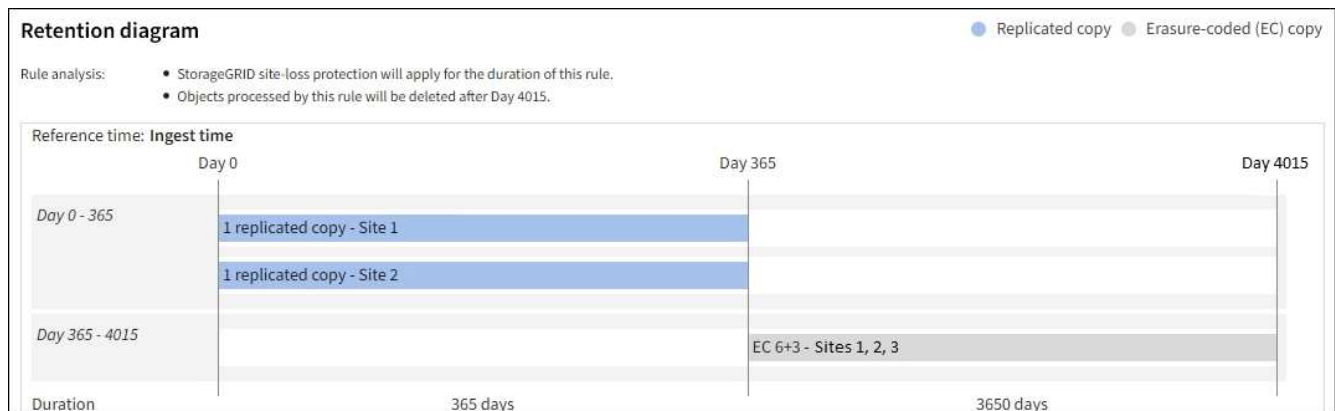 Retention diagram
Replicated copy Erasure-coded (EC) copy
Rule analysis:
• StorageGRID site-loss protection will apply for the duration of this rule.
• Objects processed by this rule will be deleted after Day 4015.
Reference time: Ingest time
Day 0 Day 365 Day 4015
Day 0 - 365
1 replicated copy - Site 1
1 replicated copy - Site 2
Day 365 - 4015
EC 6+3 - Sites 1, 2, 3
Duration 365 days 3650 days